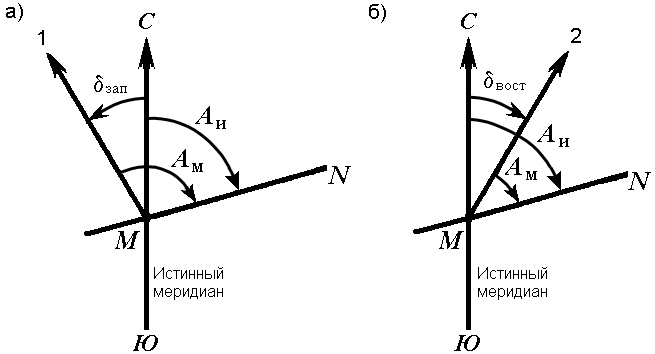 а)
1
С
δзап
Aи
Aм
N
М
Истинный
меридиан
Ю
б)
С
2
δвост
Aи
Aм
N
М
Истинный
меридиан
Ю